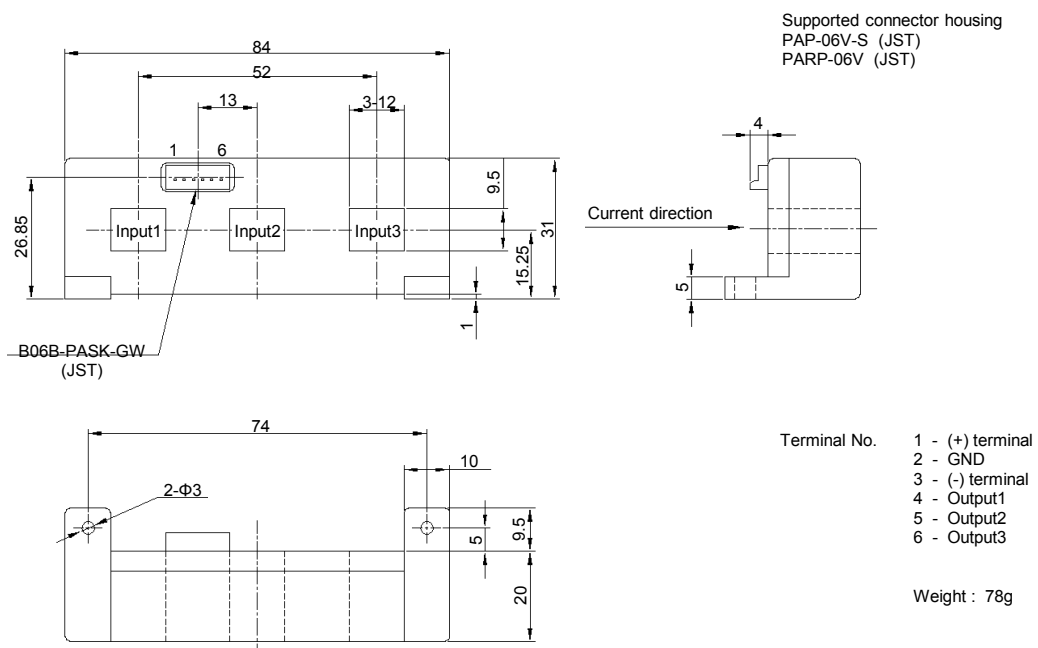 Supported connector housing
PAP-06V-S (JST)
PARP-06V (JST)
84
52
13
3-12
4
1 6
9.5
Current direction
26.85
Input1 Input2 Input3
31
15.25
5
1
B06B-PASK-GW
(JST)
74
10
2-Φ3
5
9.5
20
Terminal No. 1 - (+) terminal
2 - GND
3 - (-) terminal
4 - Output1
5 - Output2
6 - Output3
Weight : 78g